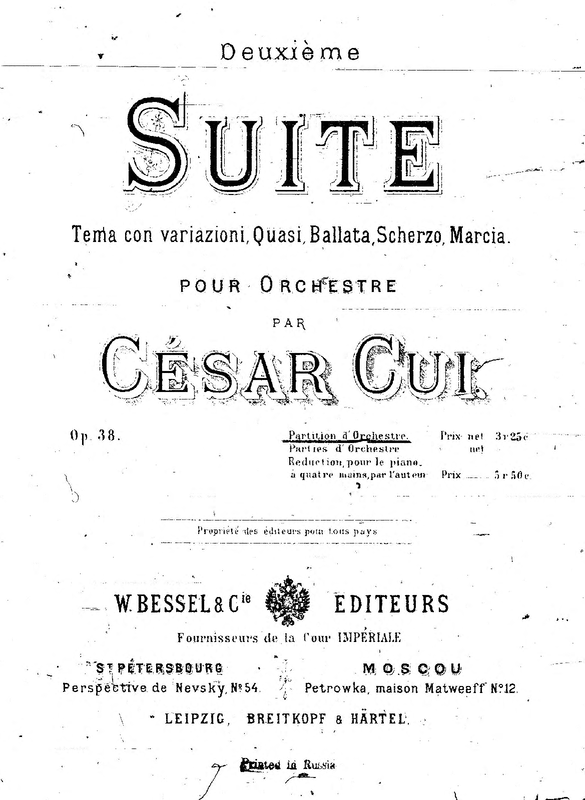 Deuxième
SUITE
Tema con variazioni, Quasi, Ballata, Scherzo, Marcia.
POUR ORCHESTRE
PAR
CÉSAR CUI.
Op. 38.
Partition d'Orchestre. Prix net 3 r 25 c
Parties d'Orchestre net
Reduction, pour le piano.
à quatre mains, par l'auteur Prix 3 r 50 c.
Propriété des éditeurs pour tous pays
W. BESSEL & Cie EDITEURS
Fournisseurs de la Cour IMPÉRIALE
ST PÉTERSBOURG MOSCOU
Perspective de Nevsky, No 54. Petrowka, maison Matweeff No 12.
LEIPZIG, BREITKOPF & HÄRTEL.
Printed in Russia